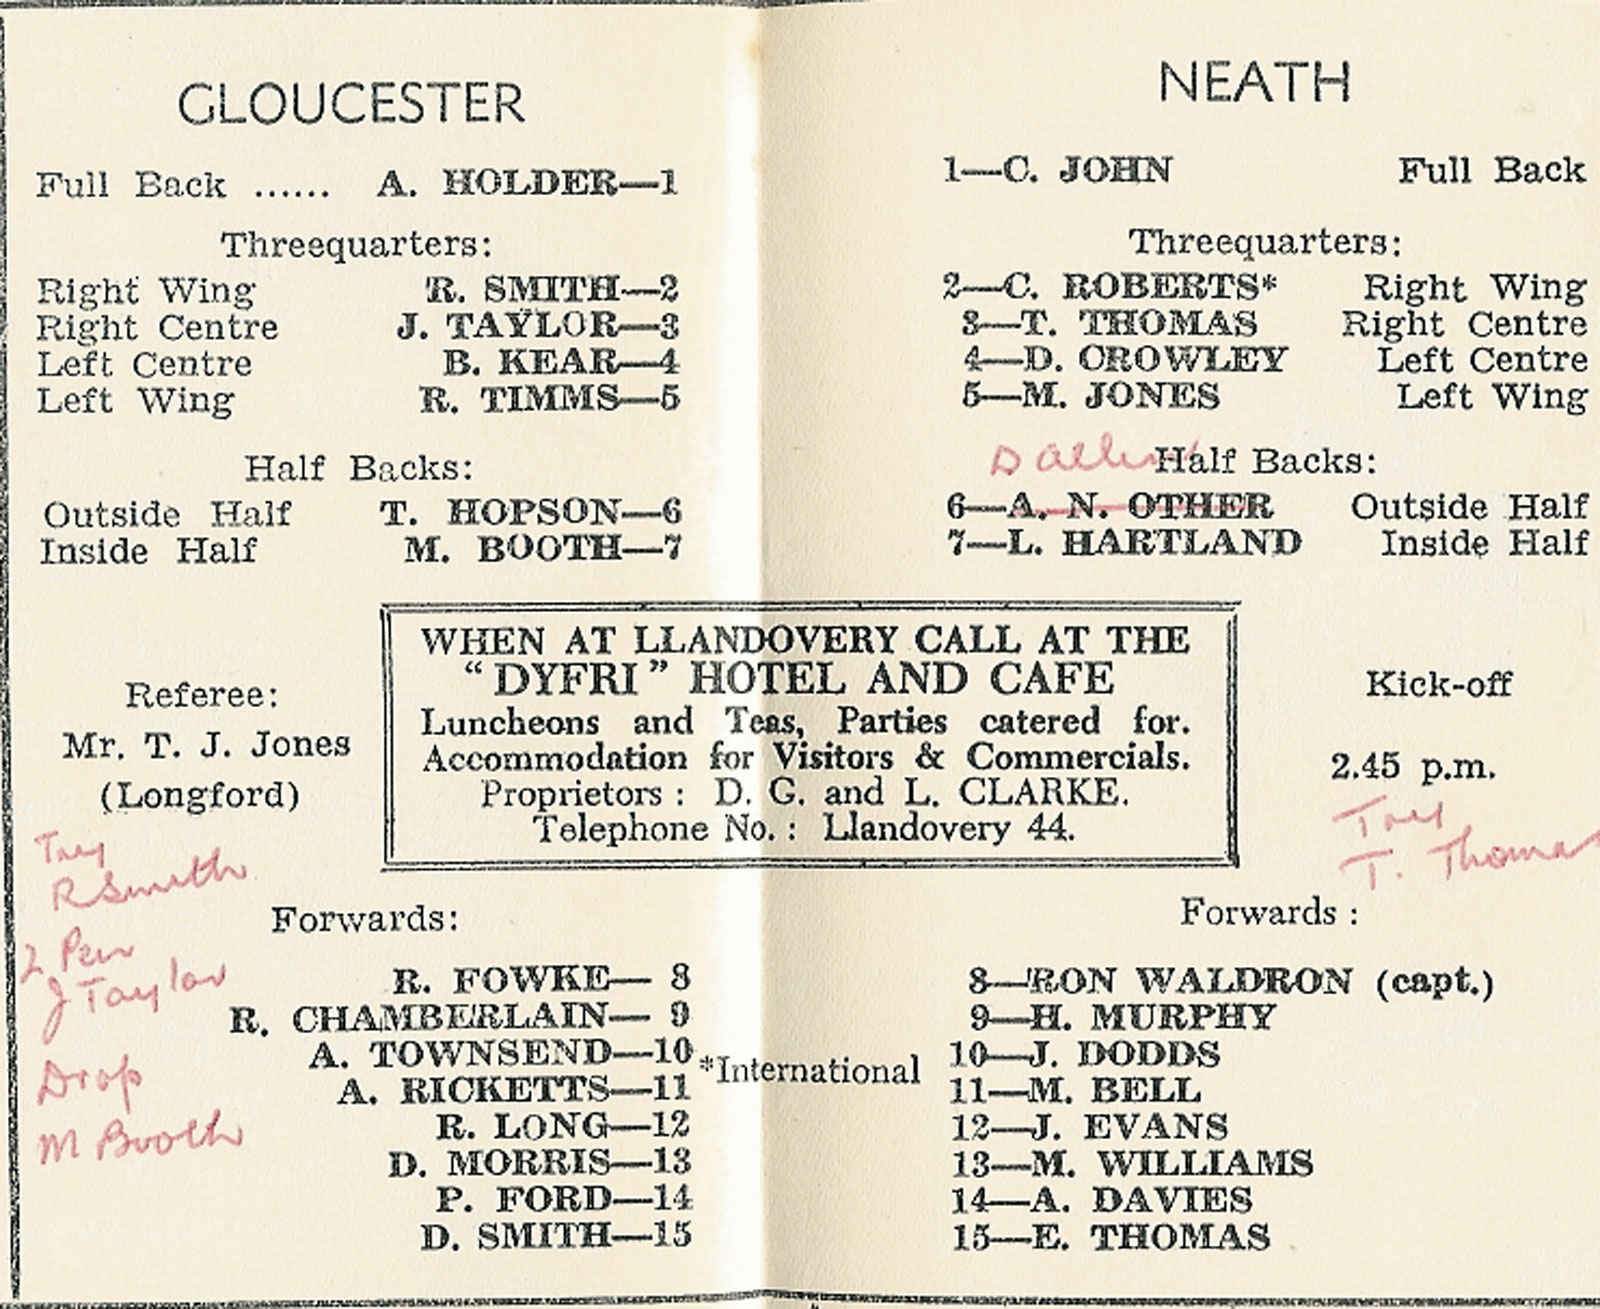 GLOUCESTER
Full Back ...... A. HOLDER—1
Threequarters:
Right Wing R. SMITH—2
Right Centre J. TAYLOR—3
Left Centre B. KEAR—4
Left Wing R. TIMMS—5
Half Backs:
Outside Half T. HOPSON—6
Inside Half M. BOOTH—7
NEATH
1—C. JOHN Full Back
Threequarters:
2—C. ROBERTS* Right Wing
3—T. THOMAS Right Centre
4—D. CROWLEY Left Centre
5—M. JONES Left Wing
D
Half Backs:
6—A. N. OTHER Outside Half
7—L. HARTLAND Inside Half
Referee:
Mr. T. J. Jones
(Longford)
WHEN AT LLANDOVERY CALL AT THE
“DYFRI” HOTEL AND CAFE
Luncheons and Teas, Parties catered for.
Accommodation for Visitors & Commercials.
Proprietors : D. G. and L. CLARKE.
Telephone No. : Llandovery 44.
Kick-off
2.45 p.m.
Try
T. Thomas
Try
R Smith
2 Pen
J Taylor
Drop
M Booth
Forwards:
R. FOWKE— 8
R. CHAMBERLAIN— 9
A. TOWNSEND—10
A. RICKETTS—11
R. LONG—12
D. MORRIS—13
P. FORD—14
D. SMITH—15
*International
Forwards :
8—RON WALDRON (capt.)
9—H. MURPHY
10—J. DODDS
11—M. BELL
12—J. EVANS
13—M. WILLIAMS
14—A. DAVIES
15—E. THOMAS